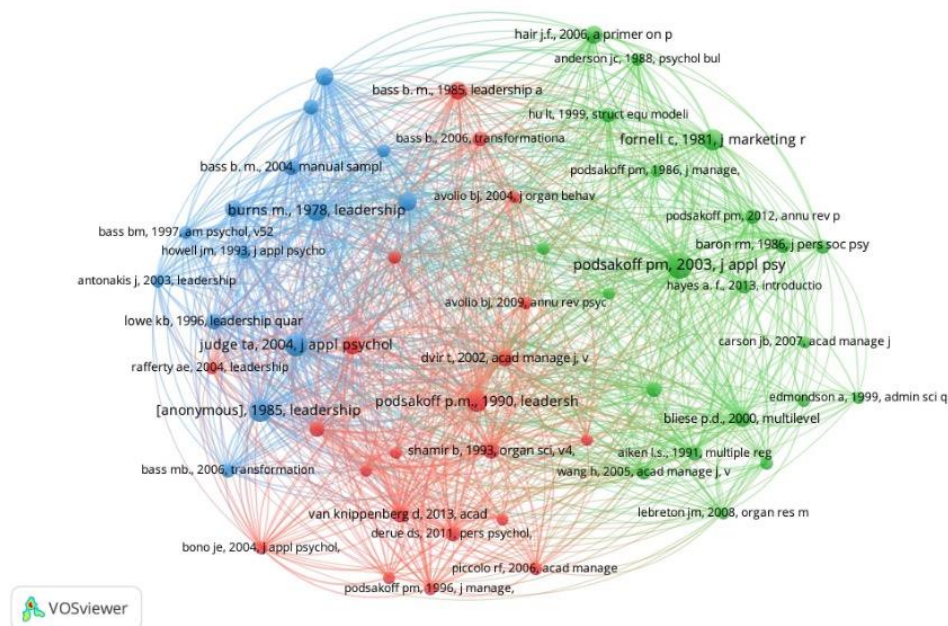 hair j.f., 2006, a primer on p
anderson jc, 1988, psychol bul
bass b. m., 1985, leadership a
hu lt, 1999, struct equ modeli
bass b., 2006, transformationa
fornell c, 1981, j marketing r
bass b. m., 2004, manual sampl
podsakoff pm, 1986, j manage,
avolio bj, 2004, j organ behav
burns m., 1978, leadership
podsakoff pm, 2012, annu rev p
bass bm, 1997, am psychol, v52
baron rm, 1986, j pers soc psy
howell jm, 1993, j appl psycho
podsakoff pm, 2003, j appl psy
antonakis j, 2003, leadership
hayes a. f., 2013, introductio
avolio bj, 2009, annu rev psyc
lowe kb, 1996, leadership quar
judge ta, 2004, j appl psychol
carson jb, 2007, acad manage j
dvir t, 2002, acad manage j, v
rafferty ae, 2004, leadership
podsakoff p.m., 1990, leadersh
edmondson a, 1999, admin sci q
[anonymous], 1985, leadership
bliese p.d., 2000, multilevel
shamir b, 1993, organ sci, v4,
aiken l.s., 1991, multiple reg
bass mb., 2006, transformation
wang h, 2005, acad manage j, v
van knippenberg d, 2013, acad
lebreton jm, 2008, organ res m
derue ds, 2011, pers psychol,
bono je, 2004, j appl psychol,
piccolo rf, 2006, acad manage
podsakoff pm, 1996, j manage,
VOSviewer